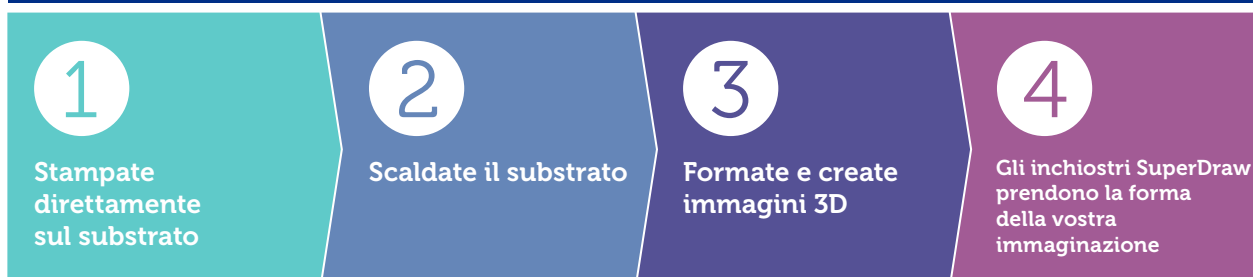 1
Stampate
direttamente
sul substrato
2
Scaldate il substrato
3
Formate e create
immagini 3D
4
Gli inchiostri SuperDraw
prendono la forma
della vostra
immaginazione